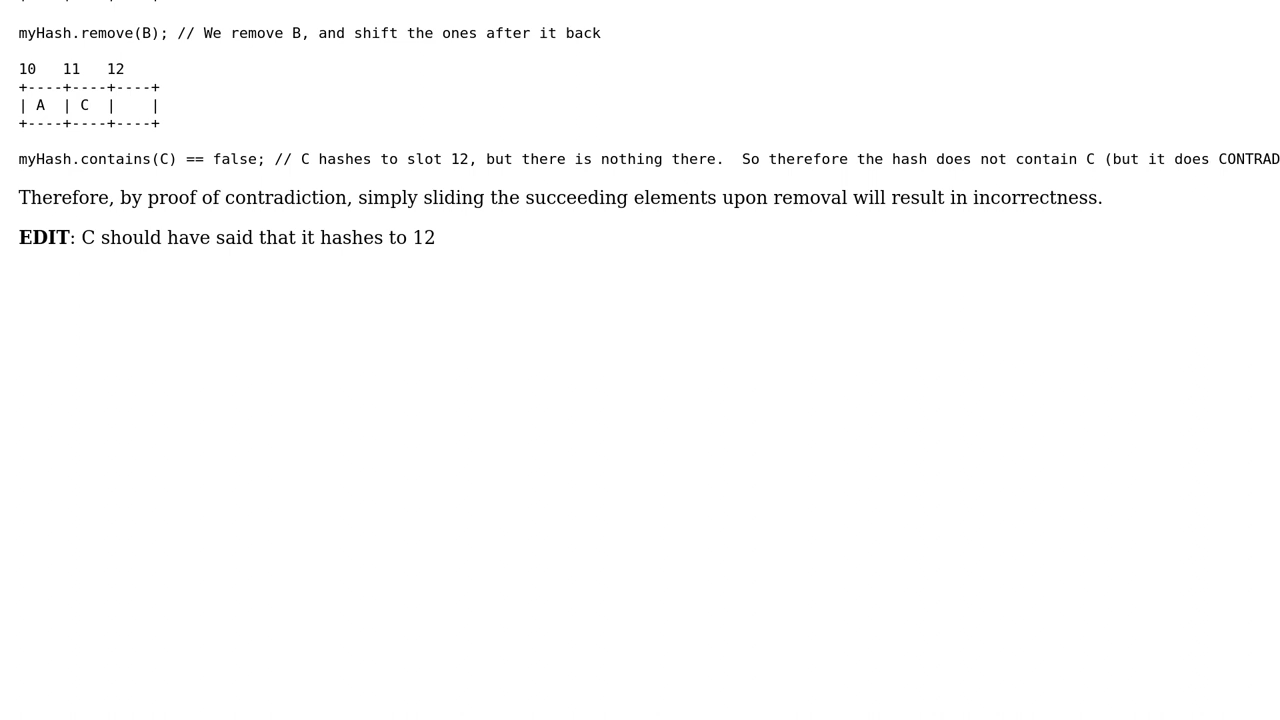 myHash.remove(B); // We remove B, and shift the ones after it back
10   11   12
+----+----+----+
| A  | C  |    |
+----+----+----+
myHash.contains(C) == false; // C hashes to slot 12, but there is nothing there.  So therefore the hash does not contain C (but it does CONTRAD
Therefore, by proof of contradiction, simply sliding the succeeding elements upon removal will result in incorrectness.
EDIT: C should have said that it hashes to 12